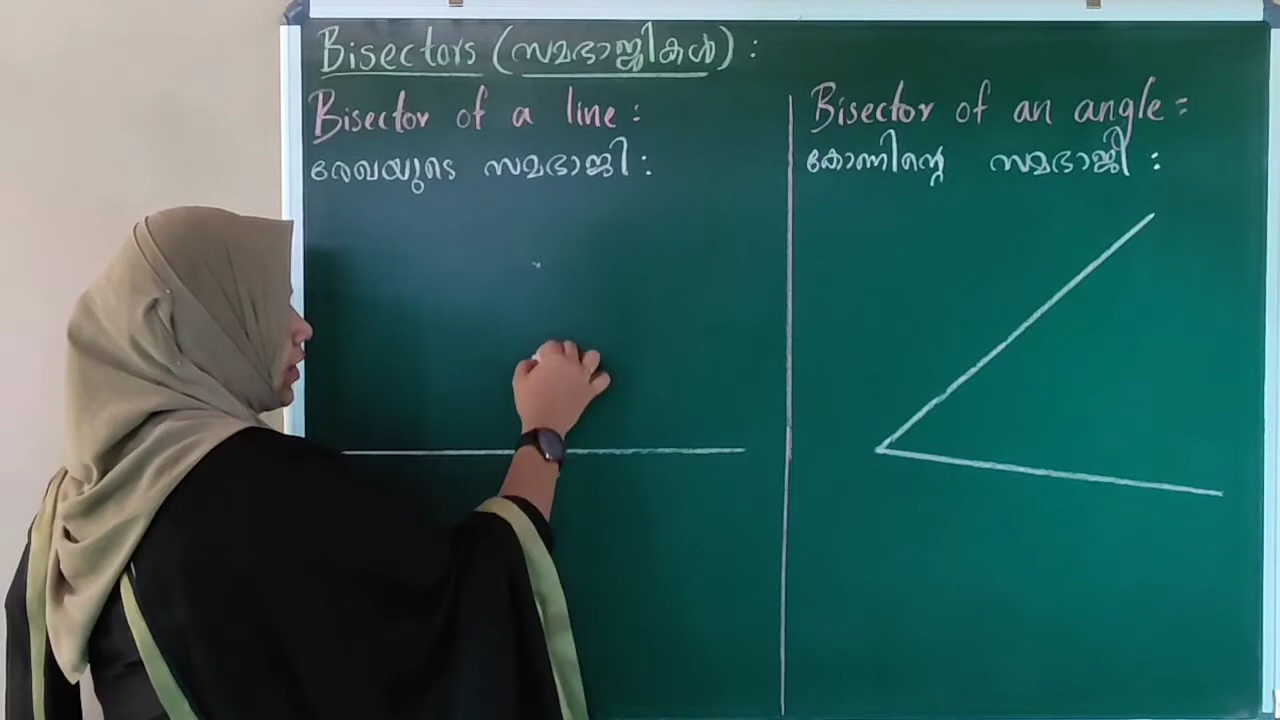 Bisectors (സമഭാജികൾ) :
Bisector of a line :
രേഖയുടെ സമഭാജി :
Bisector of an angle :
കോണിന്റെ സമഭാജി :